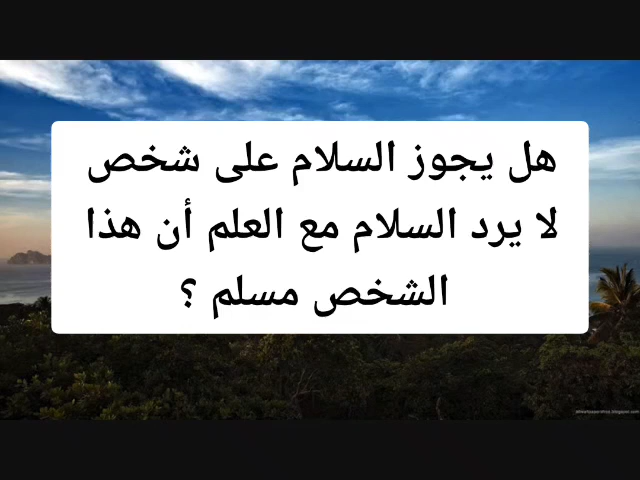 هل يجوز السلام على شخص
لا يرد السلام مع العلم أن هذا
الشخص مسلم ؟